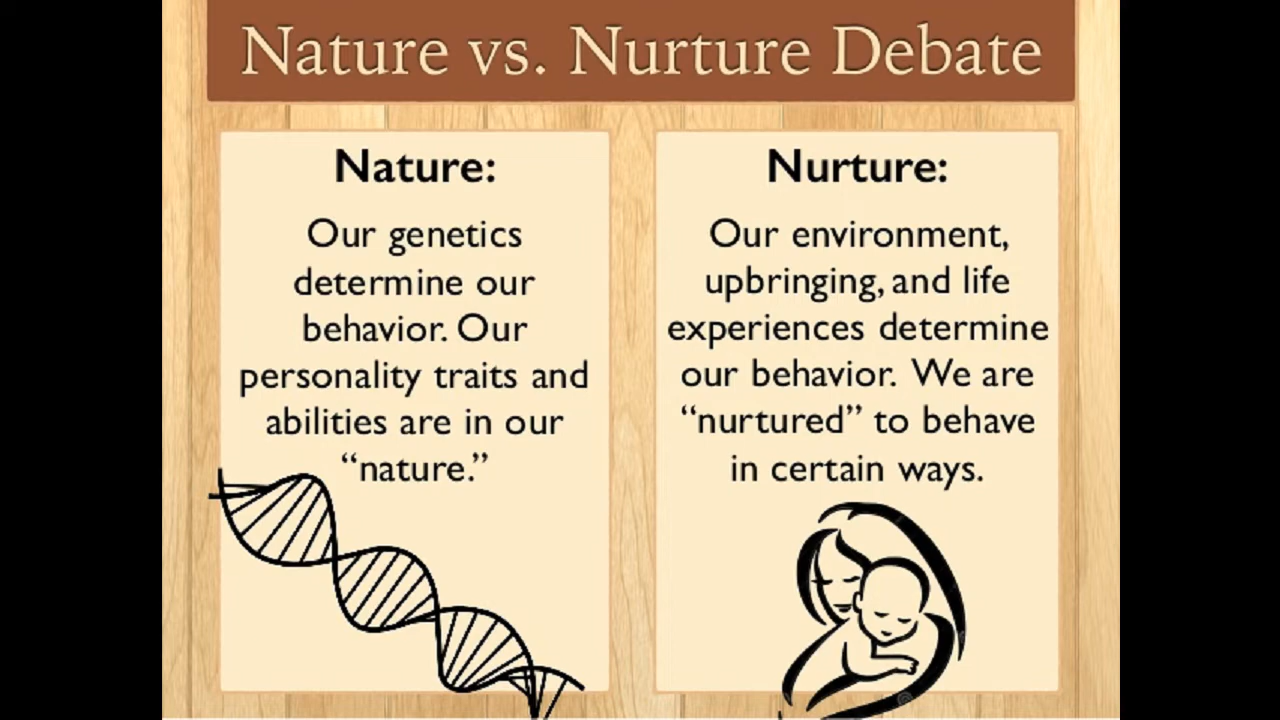 Nature vs. Nurture Debate
Nature:
Our genetics
determine our
behavior. Our
personality traits and
abilities are in our
“nature.”
Nurture:
Our environment,
upbringing, and life
experiences determine
our behavior. We are
“nurtured” to behave
in certain ways.